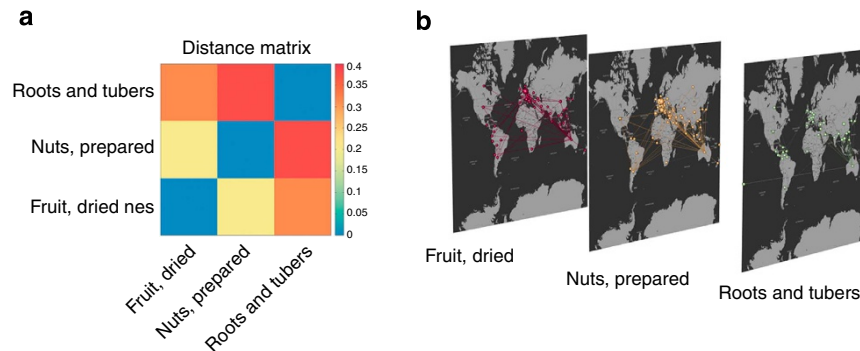 a
Distance matrix
Roots and tubers
Nuts, prepared
Fruit, dried nes
0.4
0.35
0.3
0.25
0.2
0.15
0.1
0.05
0
Fruit, dried
Nuts, prepared
Roots and tubers
b
Fruit, dried
Nuts, prepared
Roots and tubers